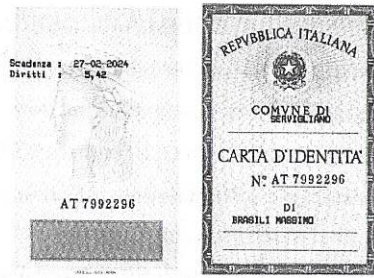 Scadenza : 27-02-2024
Diritti : 5,42
AT 7992296
REPVBBLICA ITALIANA
COMVNE DI
SERVIGLIANO
CARTA D'IDENTITA'
N° AT 7992296
DI
BRASILI MASSIMO